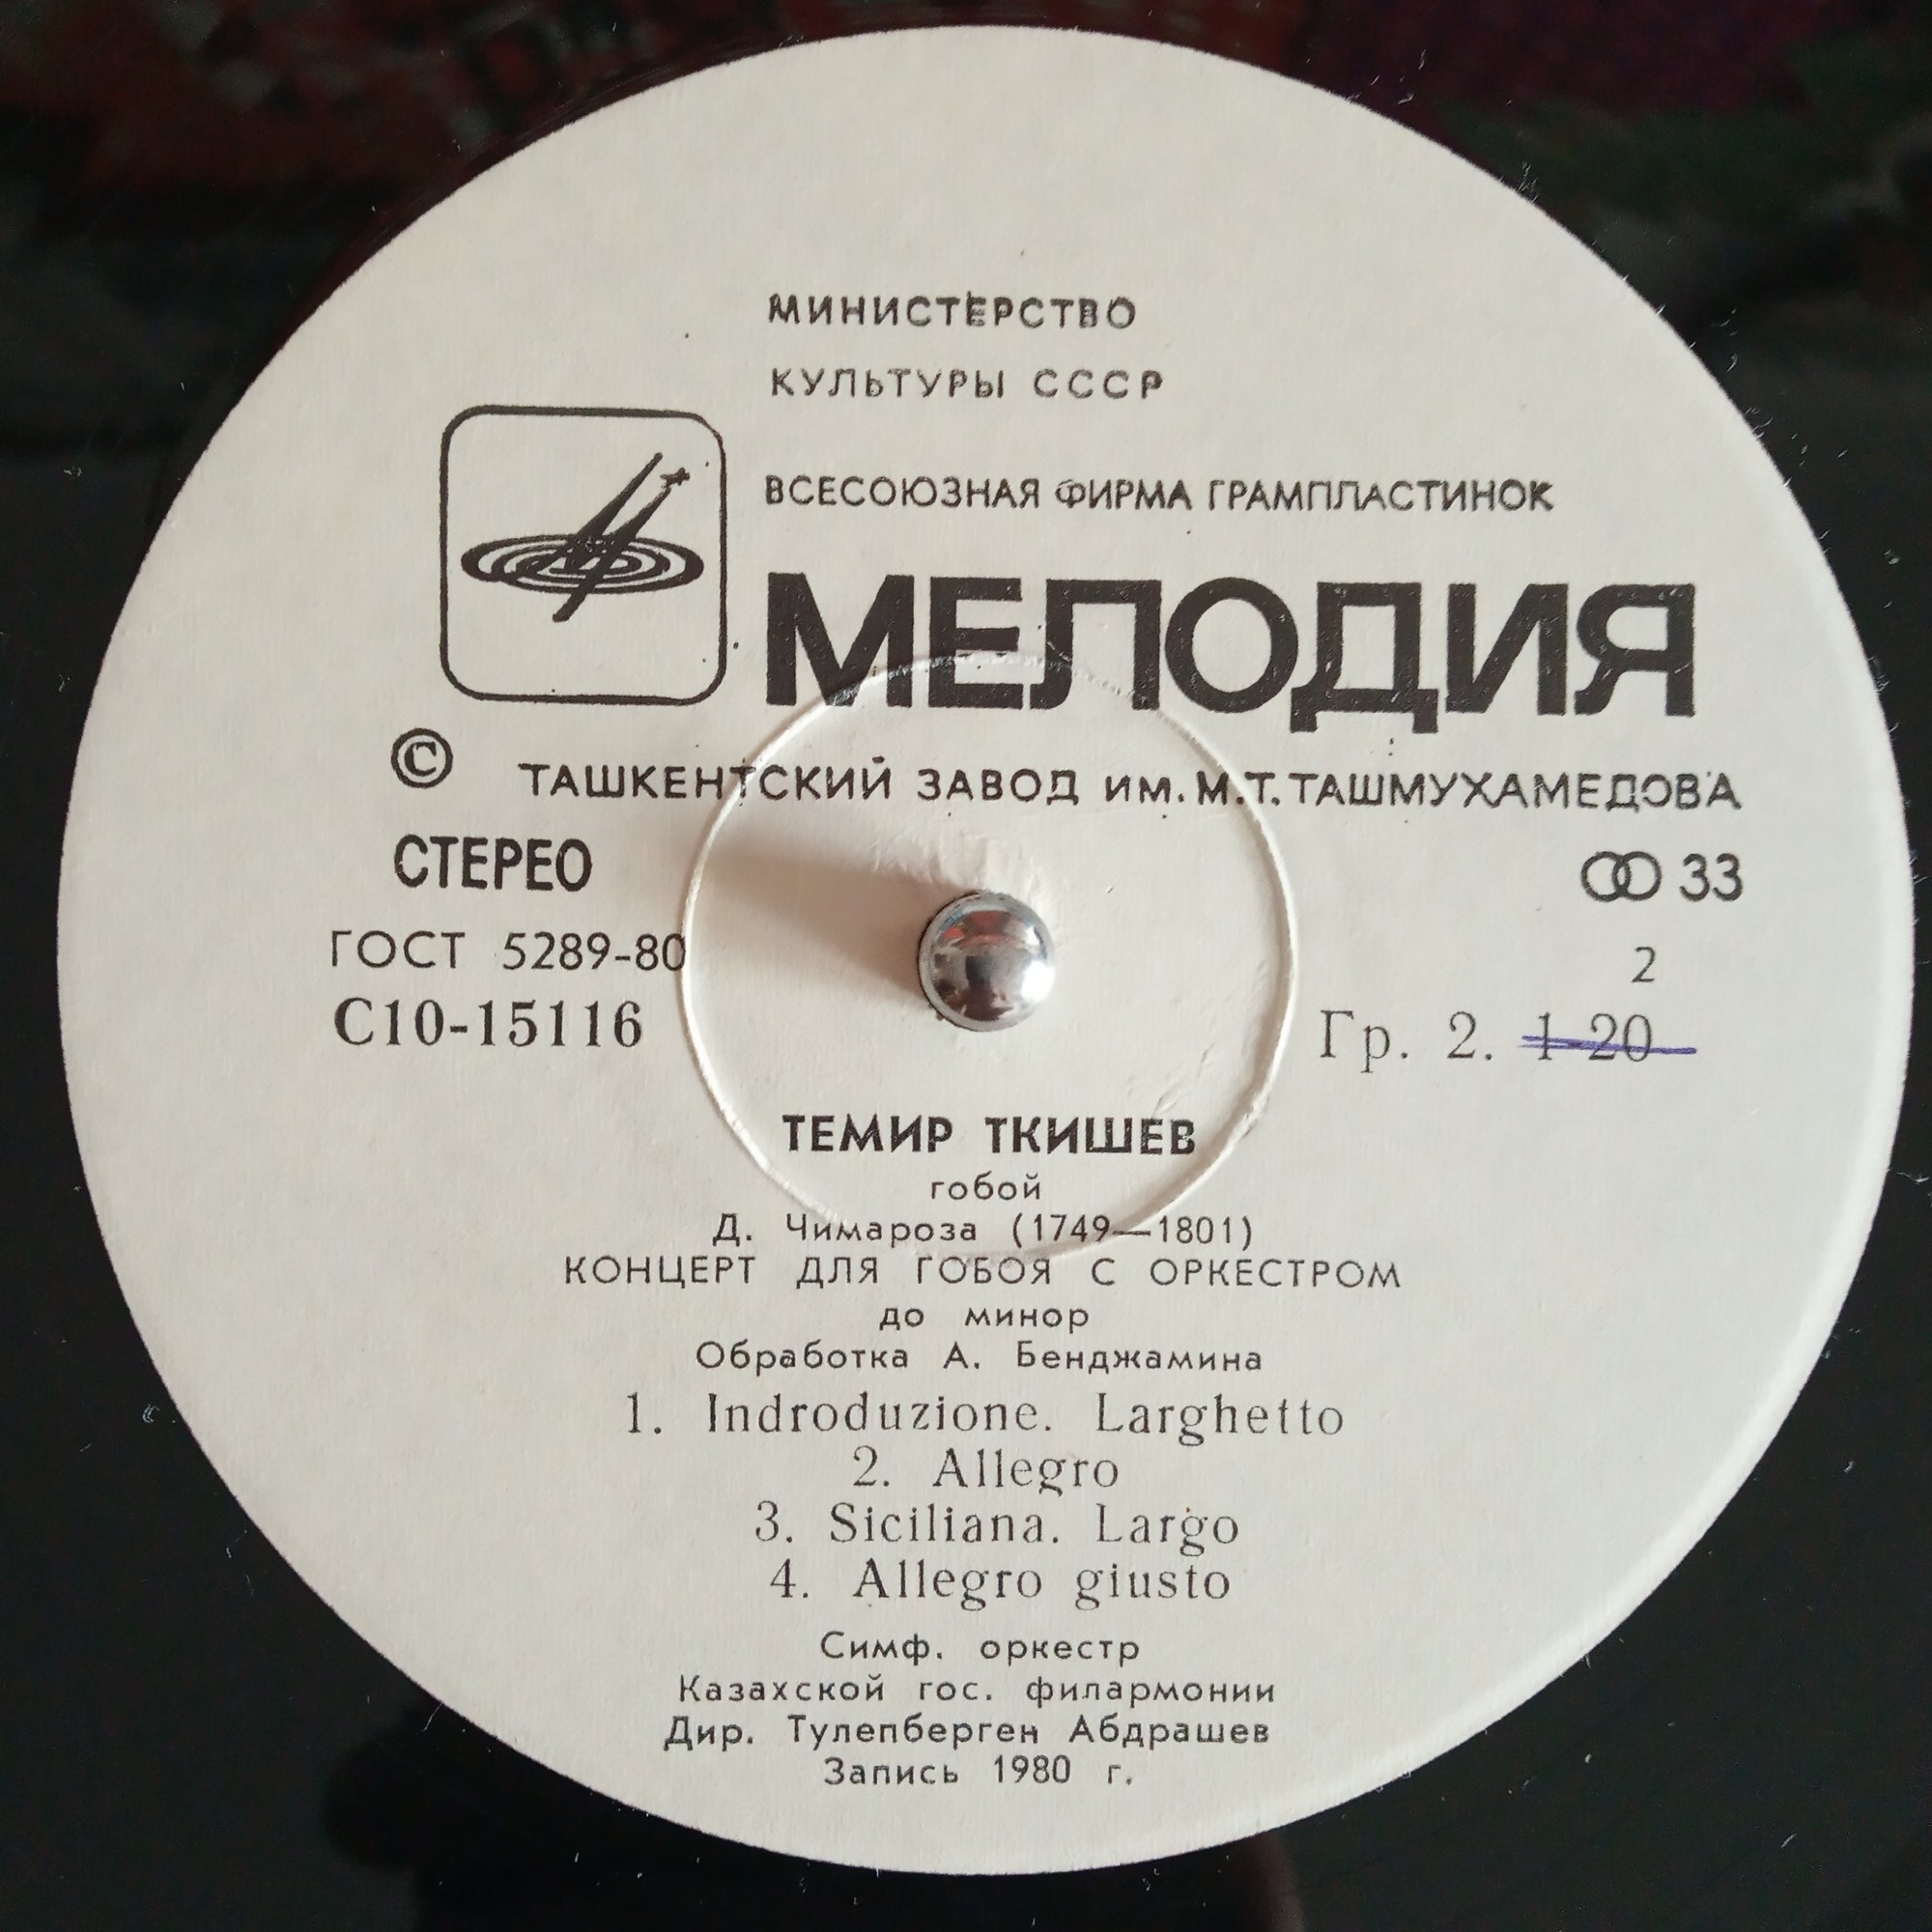 МИНИСТЕРСТВО
КУЛЬТУРЫ СССР
ВСЕСОЮЗНАЯ ФИРМА ГРАМПЛАСТИНОК
МЕЛОДИЯ
© ТАШКЕНТСКИЙ ЗАВОД им. М.Т. ТАШМУХАМЕДОВА
СТЕРЕО
33
ГОСТ 5289-80
2
С10-15116
Гр. 2. 1-20
ТЕМИР ТКИШЕВ
гобой
Д. Чимароза (1749—1801)
КОНЦЕРТ ДЛЯ ГОБОЯ С ОРКЕСТРОМ
до минор
Обработка А. Бенджамина
1. Indroduzione. Larghetto
2. Allegro
3. Siciliana. Largo
4. Allegro giusto
Симф. оркестр
Казахской гос. филармонии
Дир. Тулепберген Абдрашев
Запись 1980 г.